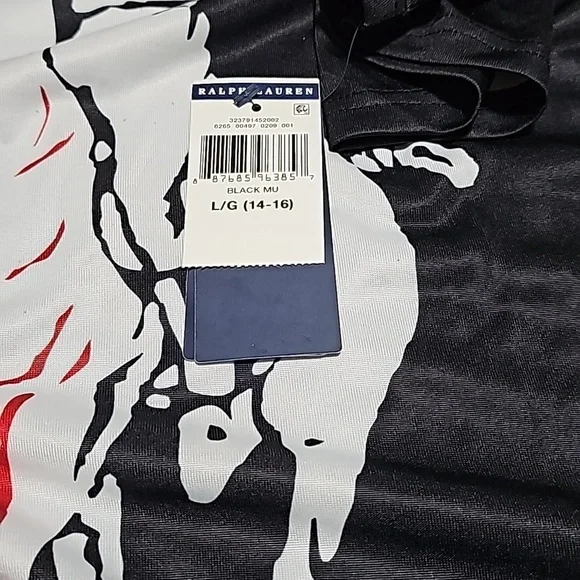 RALPH LAUREN
323791452002
6265 00497 0209 001
8 87685 96385 7
BLACK MU
L/G (14-16)